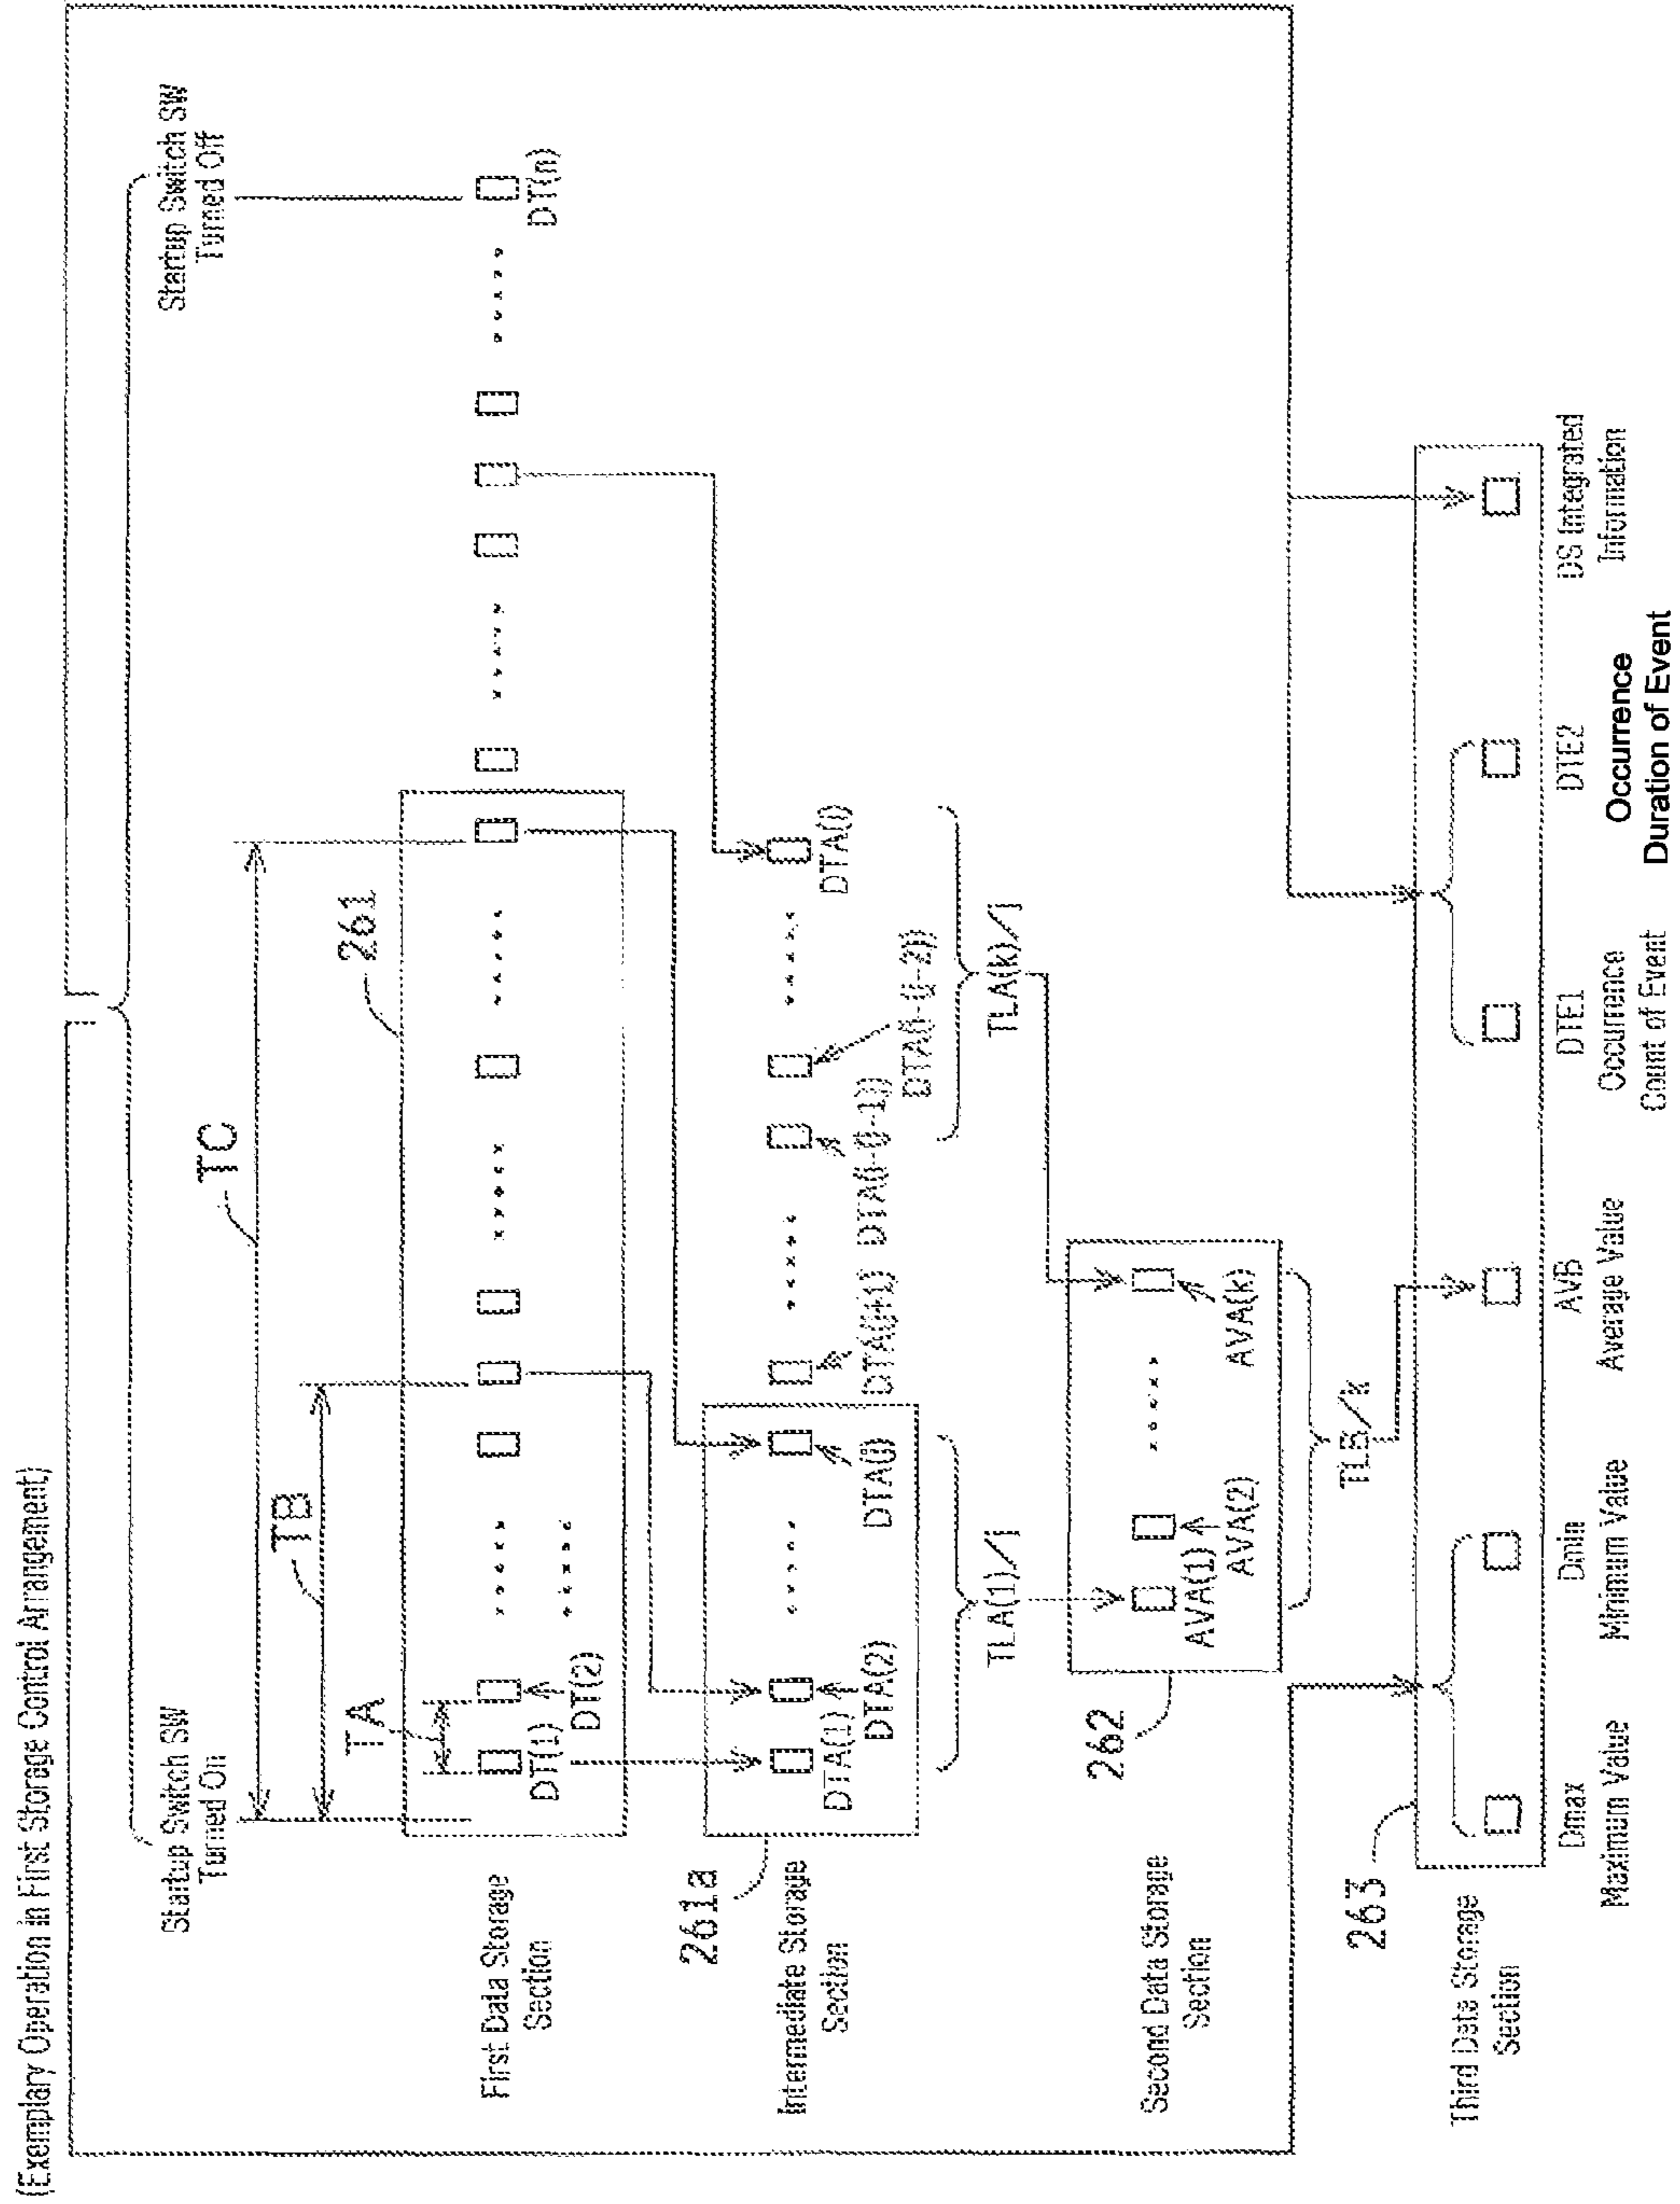 (Exemplary Operation in First Storage Control Arrangement)
Startup Switch SW
Turned On
Startup Switch SW
Turned Off
TC
TB
TA
261
First Data Storage
Section
DT(1)
DT(2)
DT(n)
261a
Intermediate Storage
Section
DTA(1)
DTA(2)
DTA(j)
DTA(j+1)
DTA(i-(j-1))
DTA(i-(j-2))
DTA(i)
TLA(1)/j
TLA(k)/j
262
Second Data Storage
Section
AVA(1)
AVA(2)
AVA(k)
TLB/k
263
Third Data Storage
Section
Dmax
Maximum Value
Dmin
Minimum Value
AVB
Average Value
DTE1
Occurrence
Count of Event
DTE2
Occurrence
Duration of Event
DS Integrated
Information